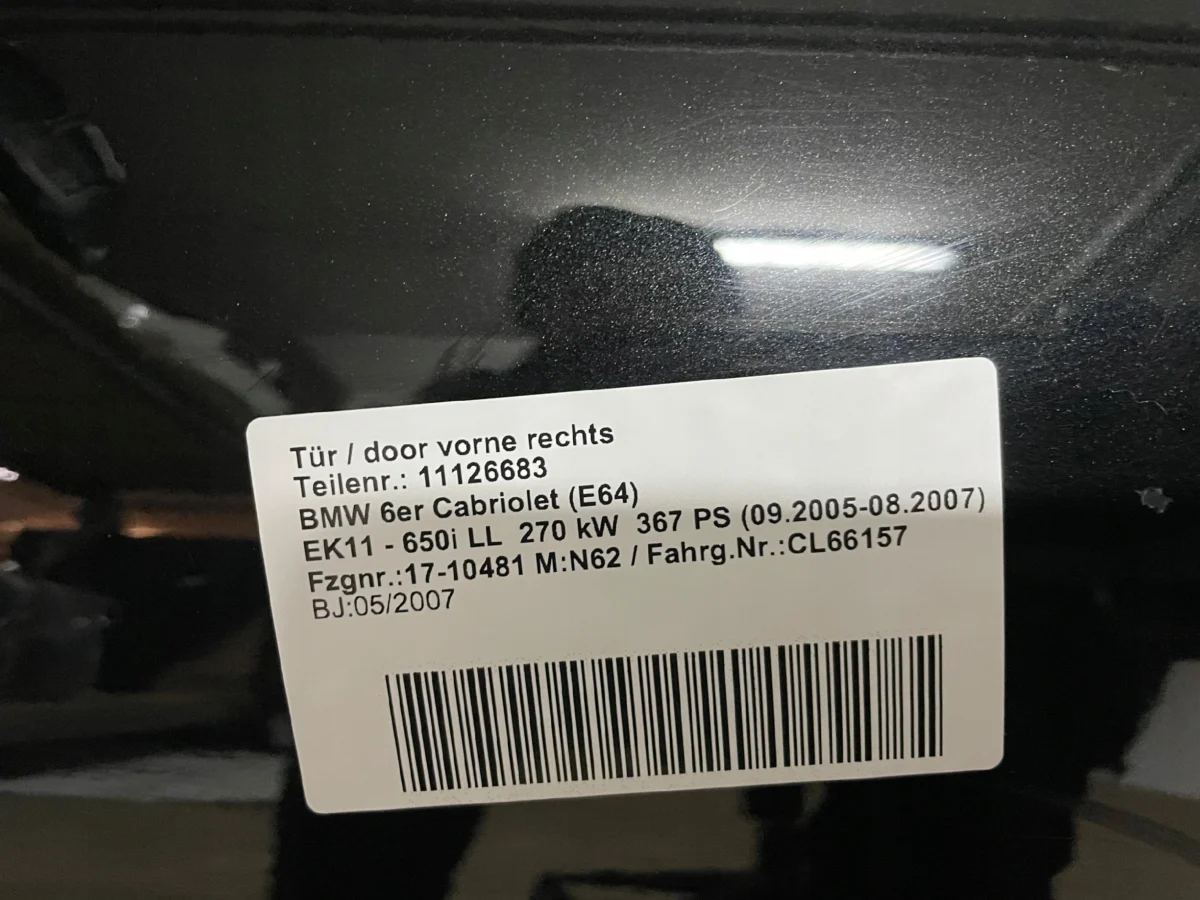 Tür / door vorne rechts
Teilenr.: 11126683
BMW 6er Cabriolet (E64)
EK11 - 650i LL 270 kW 367 PS (09.2005-08.2007)
Fzgnr.:17-10481 M:N62 / Fahrg.Nr.:CL66157
BJ:05/2007